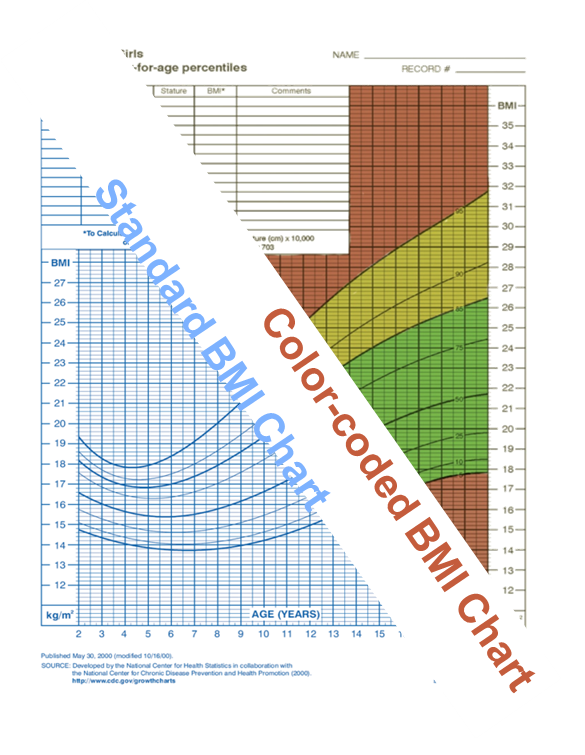 irls
NAME
-for-age percentiles
RECORD #
Stature BMI* Comments
BMI
35
34
33
32
31
30
29
28
27
26
25
24
23
22
21
20
19
18
17
16
15
14
13
12
95
90
85
75
50
25
10
ture (cm) x 10,000
703
*To Calcu
Standard BMI Chart
Color-coded BMI Chart
BMI
27
26
25
24
23
22
21
20
19
18
17
16
15
14
13
12
kg/m²
AGE (YEARS)
2 3 4 5 6 7 8 9 10 11 12 13 14 15
2
Published May 30, 2000 (modified 10/16/00).
SOURCE: Developed by the National Center for Health Statistics in collaboration with
the National Center for Chronic Disease Prevention and Health Promotion (2000).
http://www.cdc.gov/growthcharts